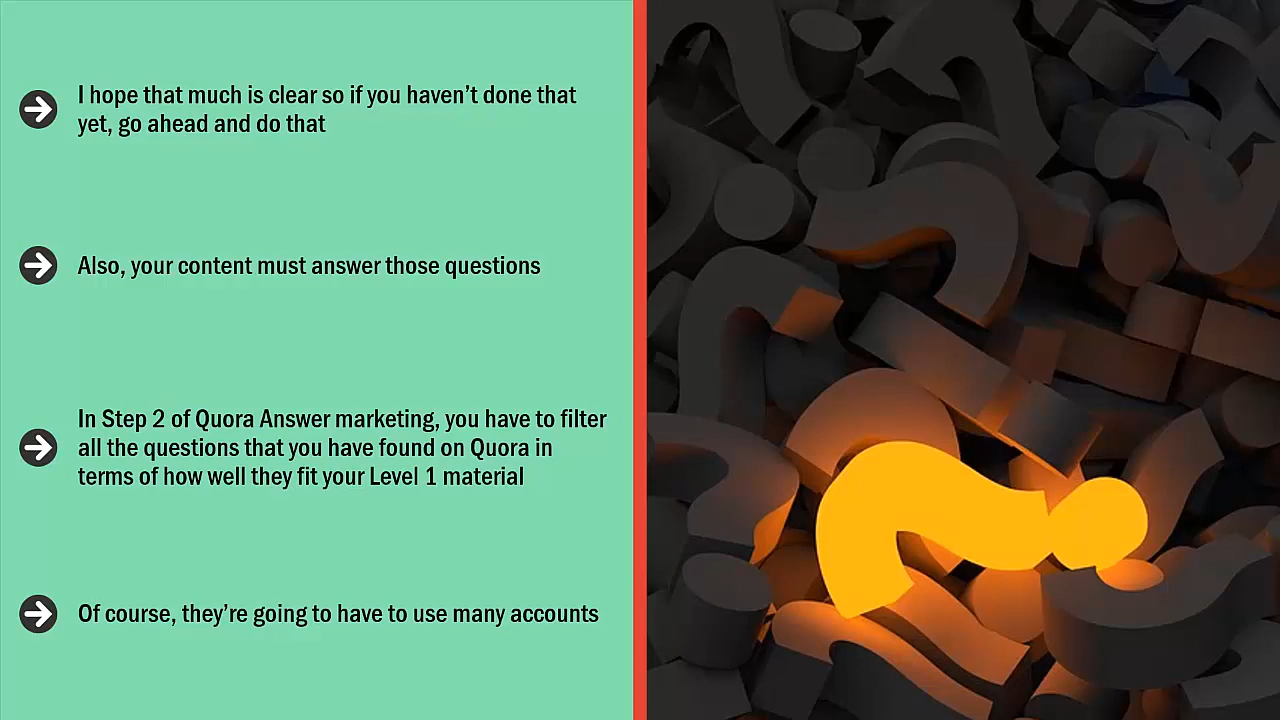 I hope that much is clear so if you haven’t done that
yet, go ahead and do that
Also, your content must answer those questions
In Step 2 of Quora Answer marketing, you have to filter
all the questions that you have found on Quora in
terms of how well they fit your Level 1 material
Of course, they’re going to have to use many accounts